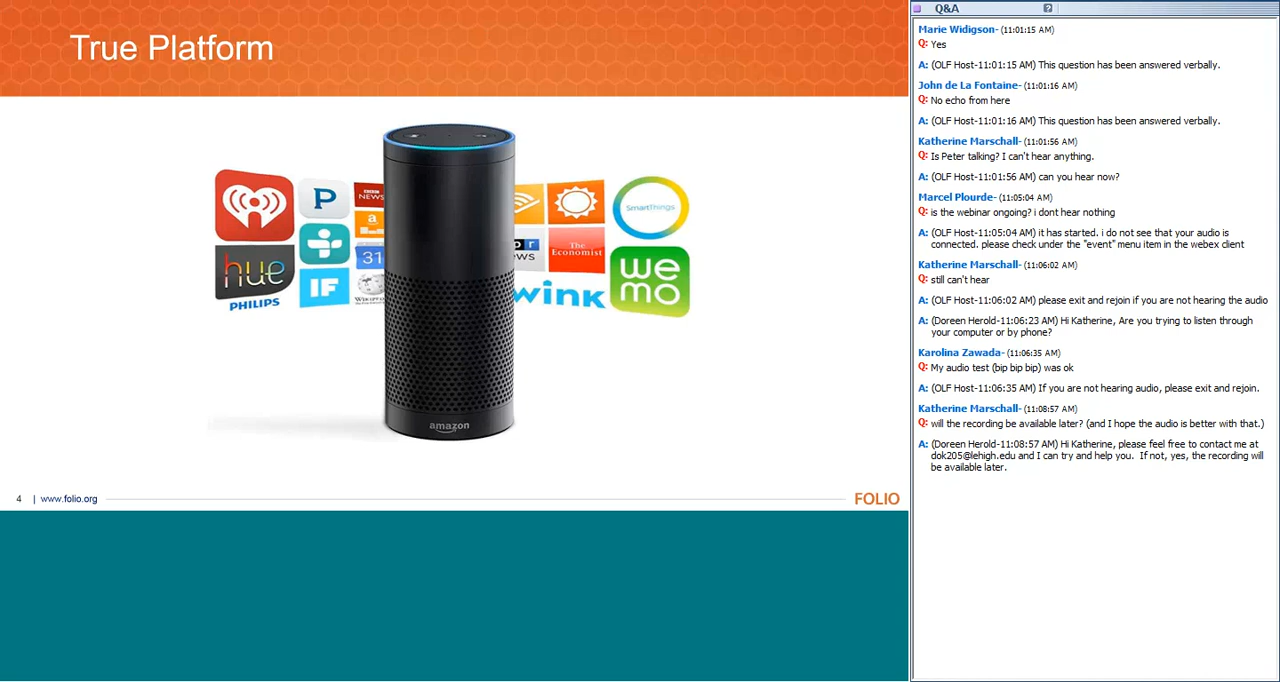 True Platform
P
BBC
NEWS
a
hue
PHILIPS
IF
31
WIKIPE
The
Economist
SmartThings
we
mo
wink
amazon
4 | www.folio.org
FOLIO
Q&A
?
Marie Widigson- (11:01:15 AM)
Q: Yes
A: (OLF Host-11:01:15 AM) This question has been answered verbally.
John de La Fontaine- (11:01:16 AM)
Q: No echo from here
A: (OLF Host-11:01:16 AM) This question has been answered verbally.
Katherine Marschall- (11:01:56 AM)
Q: Is Peter talking? I can't hear anything.
A: (OLF Host-11:01:56 AM) can you hear now?
Marcel Plourde- (11:05:04 AM)
Q: is the webinar ongoing? i dont hear nothing
A: (OLF Host-11:05:04 AM) it has started. i do not see that your audio is
connected. please check under the "event" menu item in the webex client
Katherine Marschall- (11:06:02 AM)
Q: still can't hear
A: (OLF Host-11:06:02 AM) please exit and rejoin if you are not hearing the audio
A: (Doreen Herold-11:06:23 AM) Hi Katherine, Are you trying to listen through
your computer or by phone?
Karolina Zawada- (11:06:35 AM)
Q: My audio test (bip bip bip) was ok
A: (OLF Host-11:06:35 AM) If you are not hearing audio, please exit and rejoin.
Katherine Marschall- (11:08:57 AM)
Q: will the recording be available later? (and I hope the audio is better with that.)
A: (Doreen Herold-11:08:57 AM) Hi Katherine, please feel free to contact me at
dok205@lehigh.edu and I can try and help you.  If not, yes, the recording will
be available later.